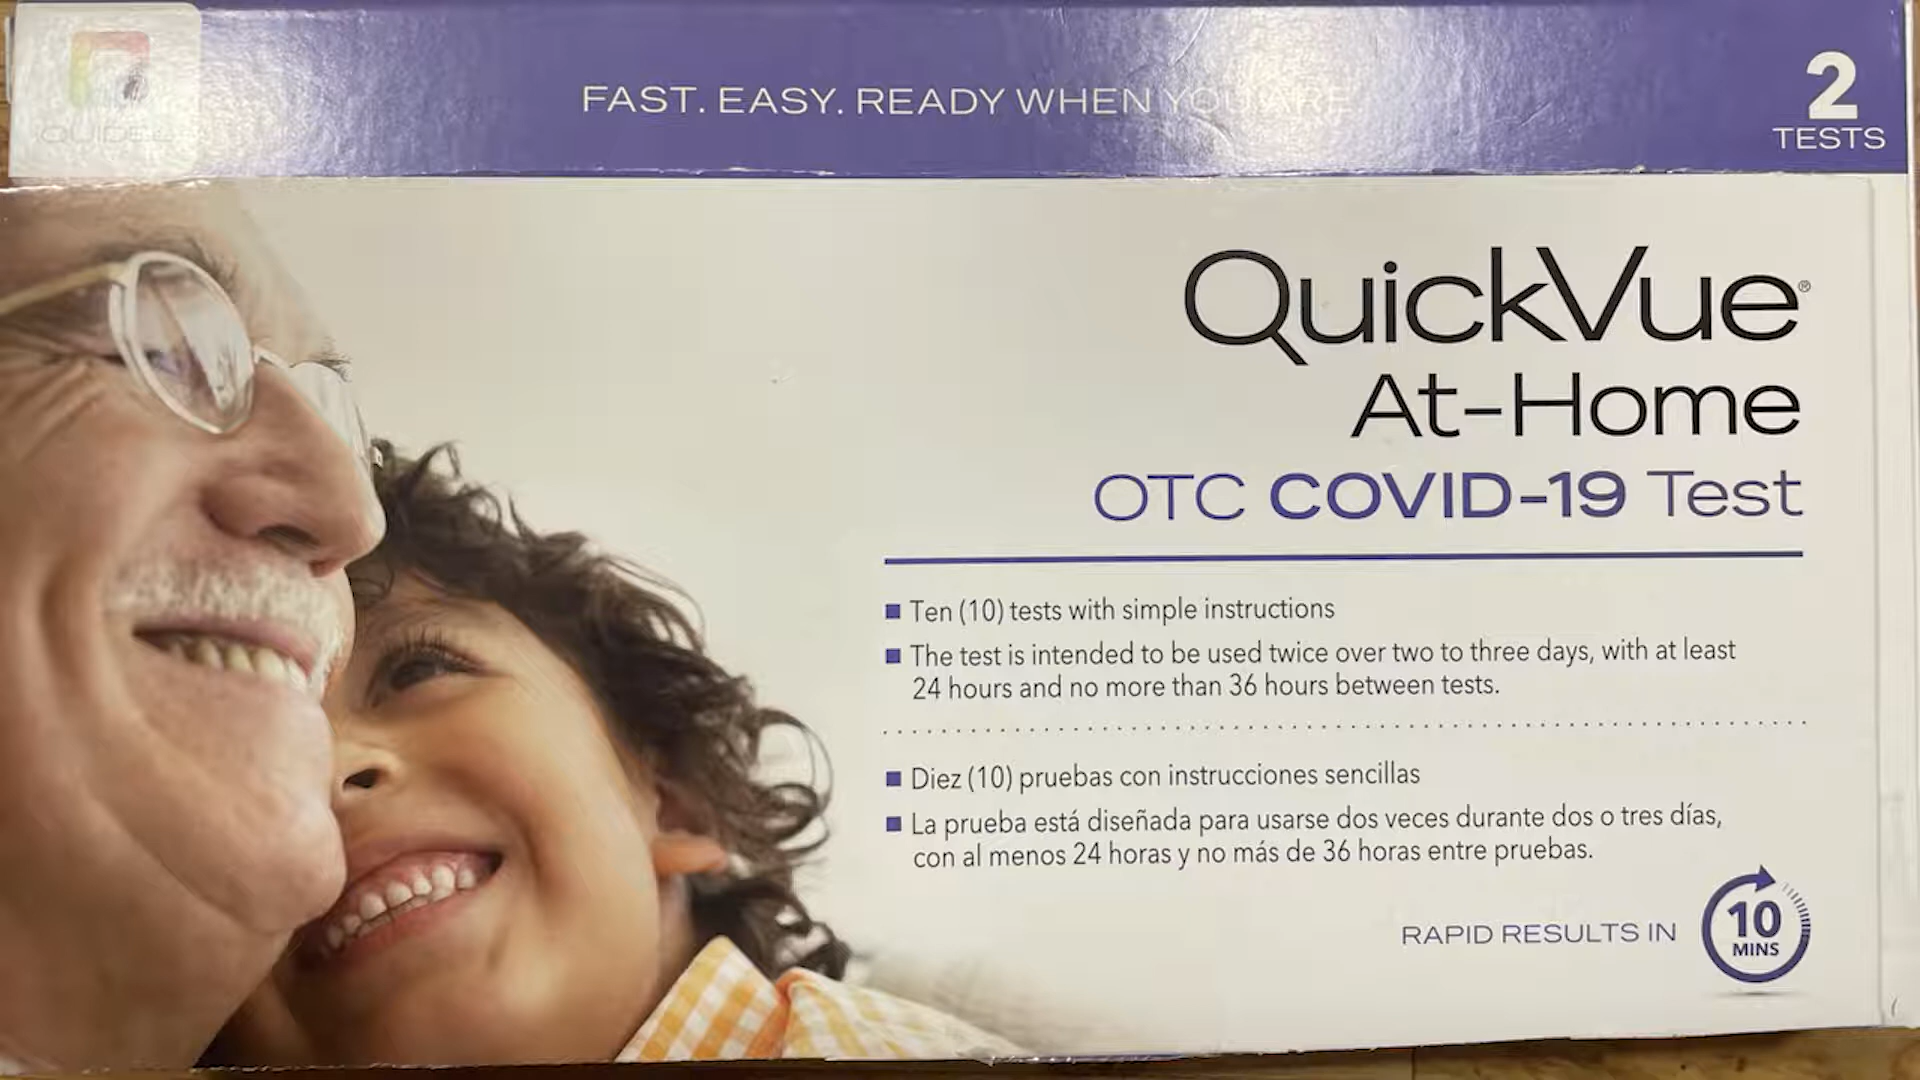 QUIDEL
FAST. EASY. READY WHEN YOU ARE
2
TESTS
QuickVue®
At-Home
OTC COVID-19 Test
Ten (10) tests with simple instructions
The test is intended to be used twice over two to three days, with at least
24 hours and no more than 36 hours between tests.
Diez (10) pruebas con instrucciones sencillas
La prueba está diseñada para usarse dos veces durante dos o tres días,
con al menos 24 horas y no más de 36 horas entre pruebas.
RAPID RESULTS IN
10
MINS